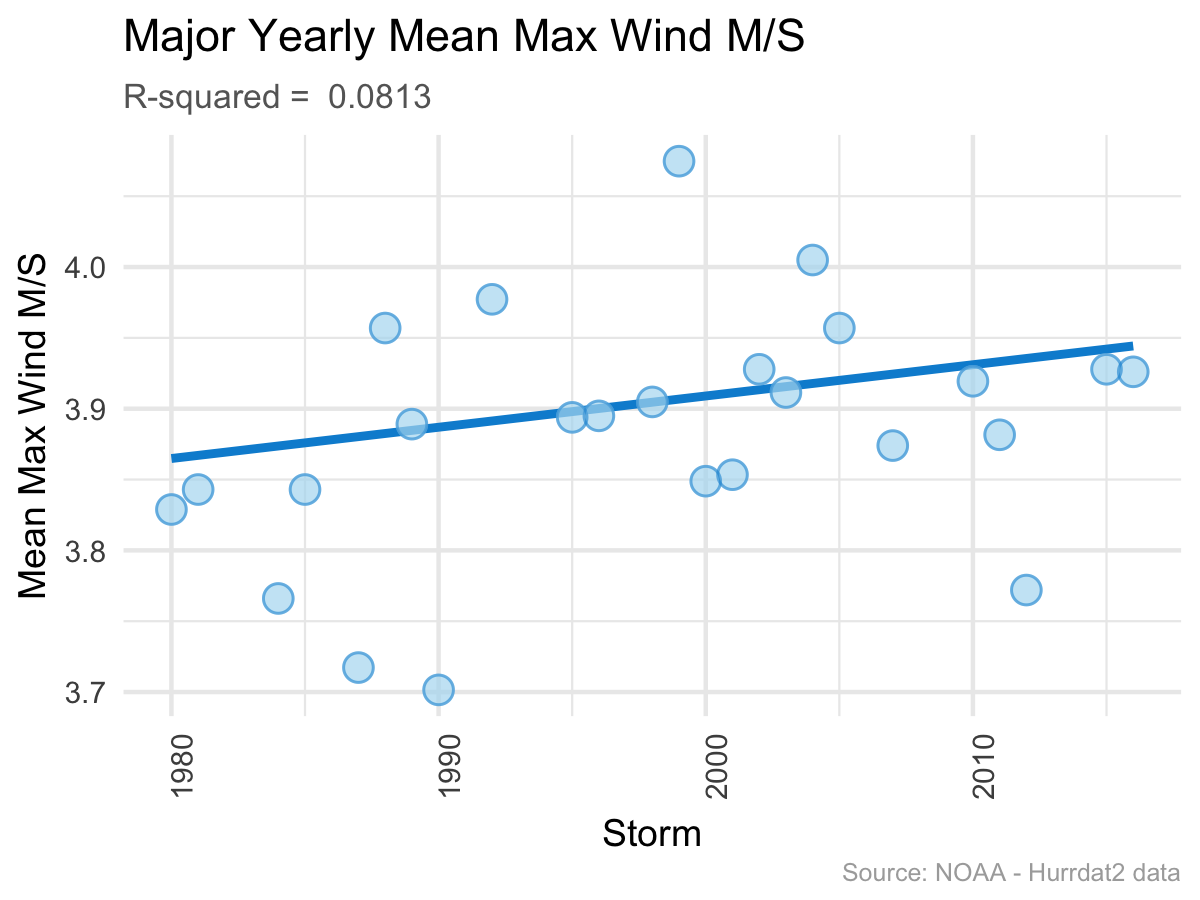 Major Yearly Mean Max Wind M/S
R-squared =  0.0813
Mean Max Wind M/S
4.0
3.9
3.8
3.7
1980
1990
2000
2010
Storm
Source: NOAA - Hurrdat2 data